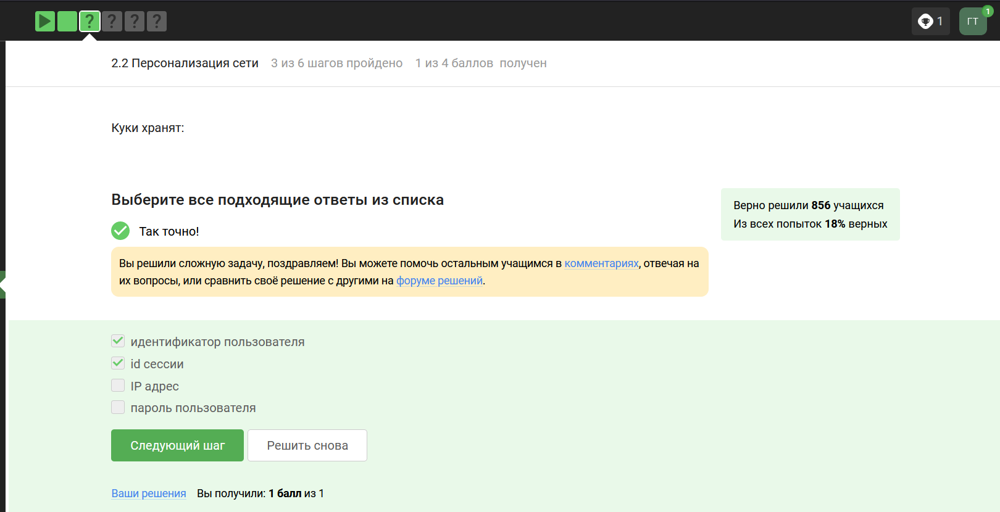 ? ? ? ?
1
ГТ
1
2.2 Персонализация сети 3 из 6 шагов пройдено 1 из 4 баллов получен
Куки хранят:
Выберите все подходящие ответы из списка
Верно решили 856 учащихся
Из всех попыток 18% верных
Так точно!
Вы решили сложную задачу, поздравляем! Вы можете помочь остальным учащимся в комментариях, отвечая на
их вопросы, или сравнить своё решение с другими на форуме решений.
идентификатор пользователя
id сессии
IP адрес
пароль пользователя
Следующий шаг Решить снова
Ваши решения Вы получили: 1 балл из 1